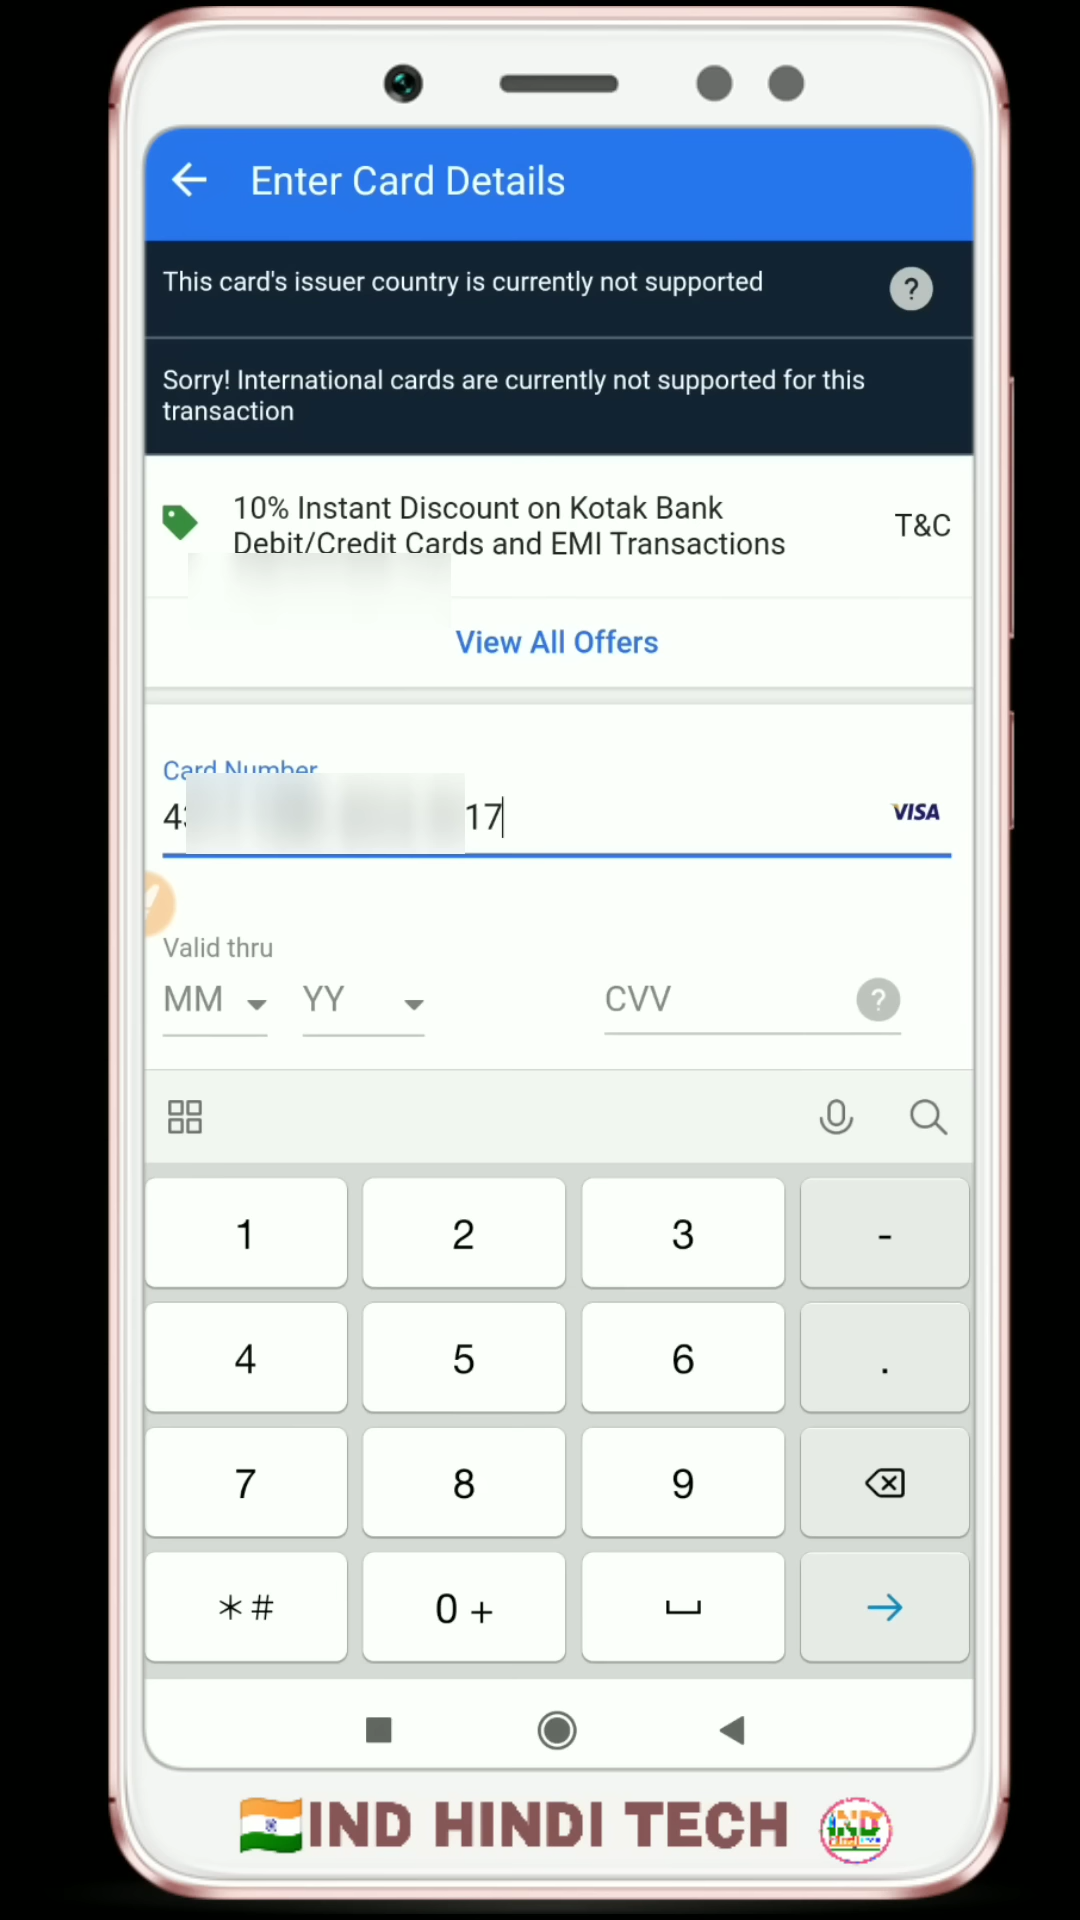 Enter Card Details
This card's issuer country is currently not supported
?
Sorry! International cards are currently not supported for this
transaction
10% Instant Discount on Kotak Bank
Debit/Credit Cards and EMI Transactions
T&C
View All Offers
Card Number
17
VISA
Valid thru
MM YY CVV ?
1 2 3 -
4 5 6 .
7 8 9
*# 0 +
IND HINDI TECH
IND